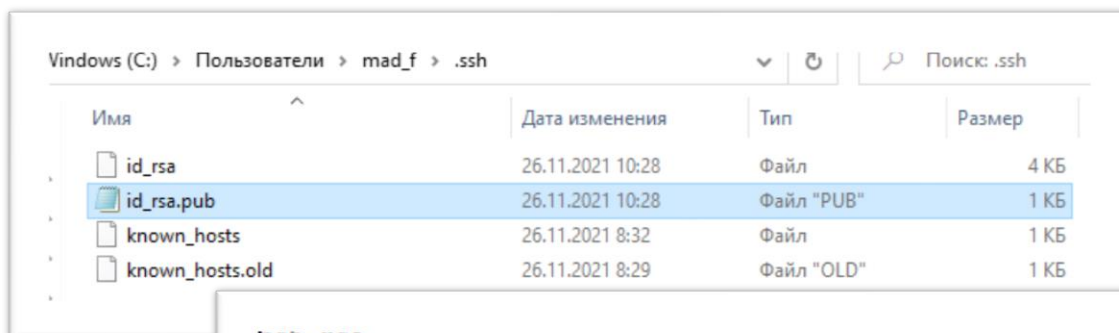 Windows (C:) > Пользователи > mad_f > .ssh Поиск: .ssh
Имя Дата изменения Тип Размер
id_rsa 26.11.2021 10:28 Файл 4 КБ
id_rsa.pub 26.11.2021 10:28 Файл "PUB" 1 КБ
known_hosts 26.11.2021 8:32 Файл 1 КБ
known_hosts.old 26.11.2021 8:29 Файл "OLD" 1 КБ